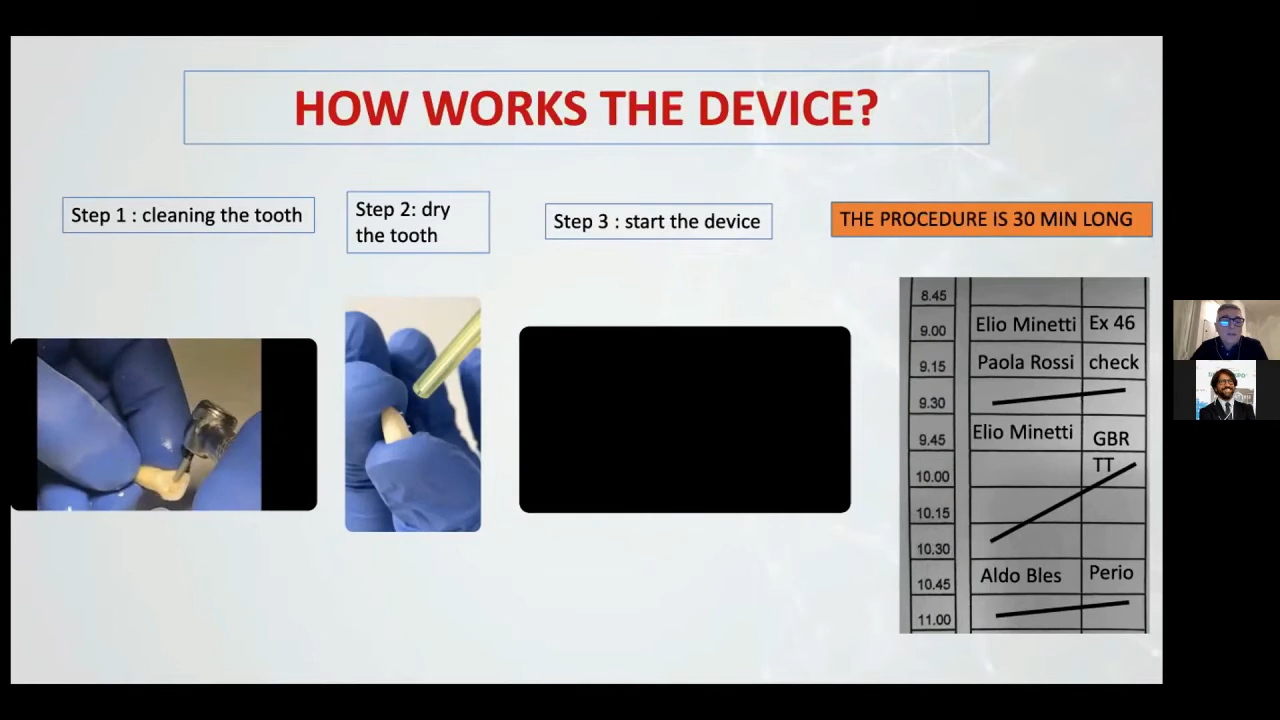 HOW WORKS THE DEVICE?
Step 1 : cleaning the tooth
Step 2: dry
the tooth
Step 3 : start the device
THE PROCEDURE IS 30 MIN LONG
8.45
9.00 Elio Minetti Ex 46
9.15 Paola Rossi check
9.30
9.45 Elio Minetti GBR
10.00 TT
10.15
10.30
10.45 Aldo Bles Perio
11.00